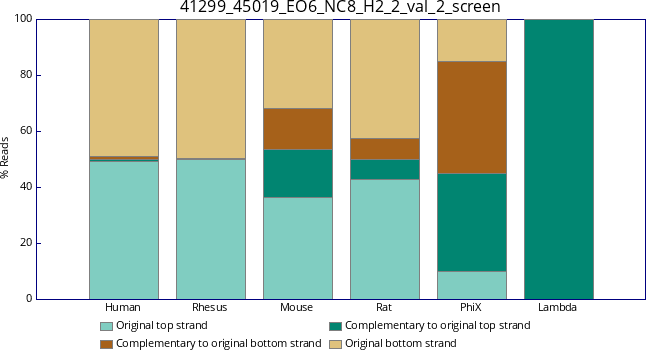 41299_45019_EO6_NC8_H2_2_val_2_screen
100
80
60
40
20
0
% Reads
Human Rhesus Mouse Rat PhiX Lambda
Original top strand Complementary to original top strand
Complementary to original bottom strand Original bottom strand